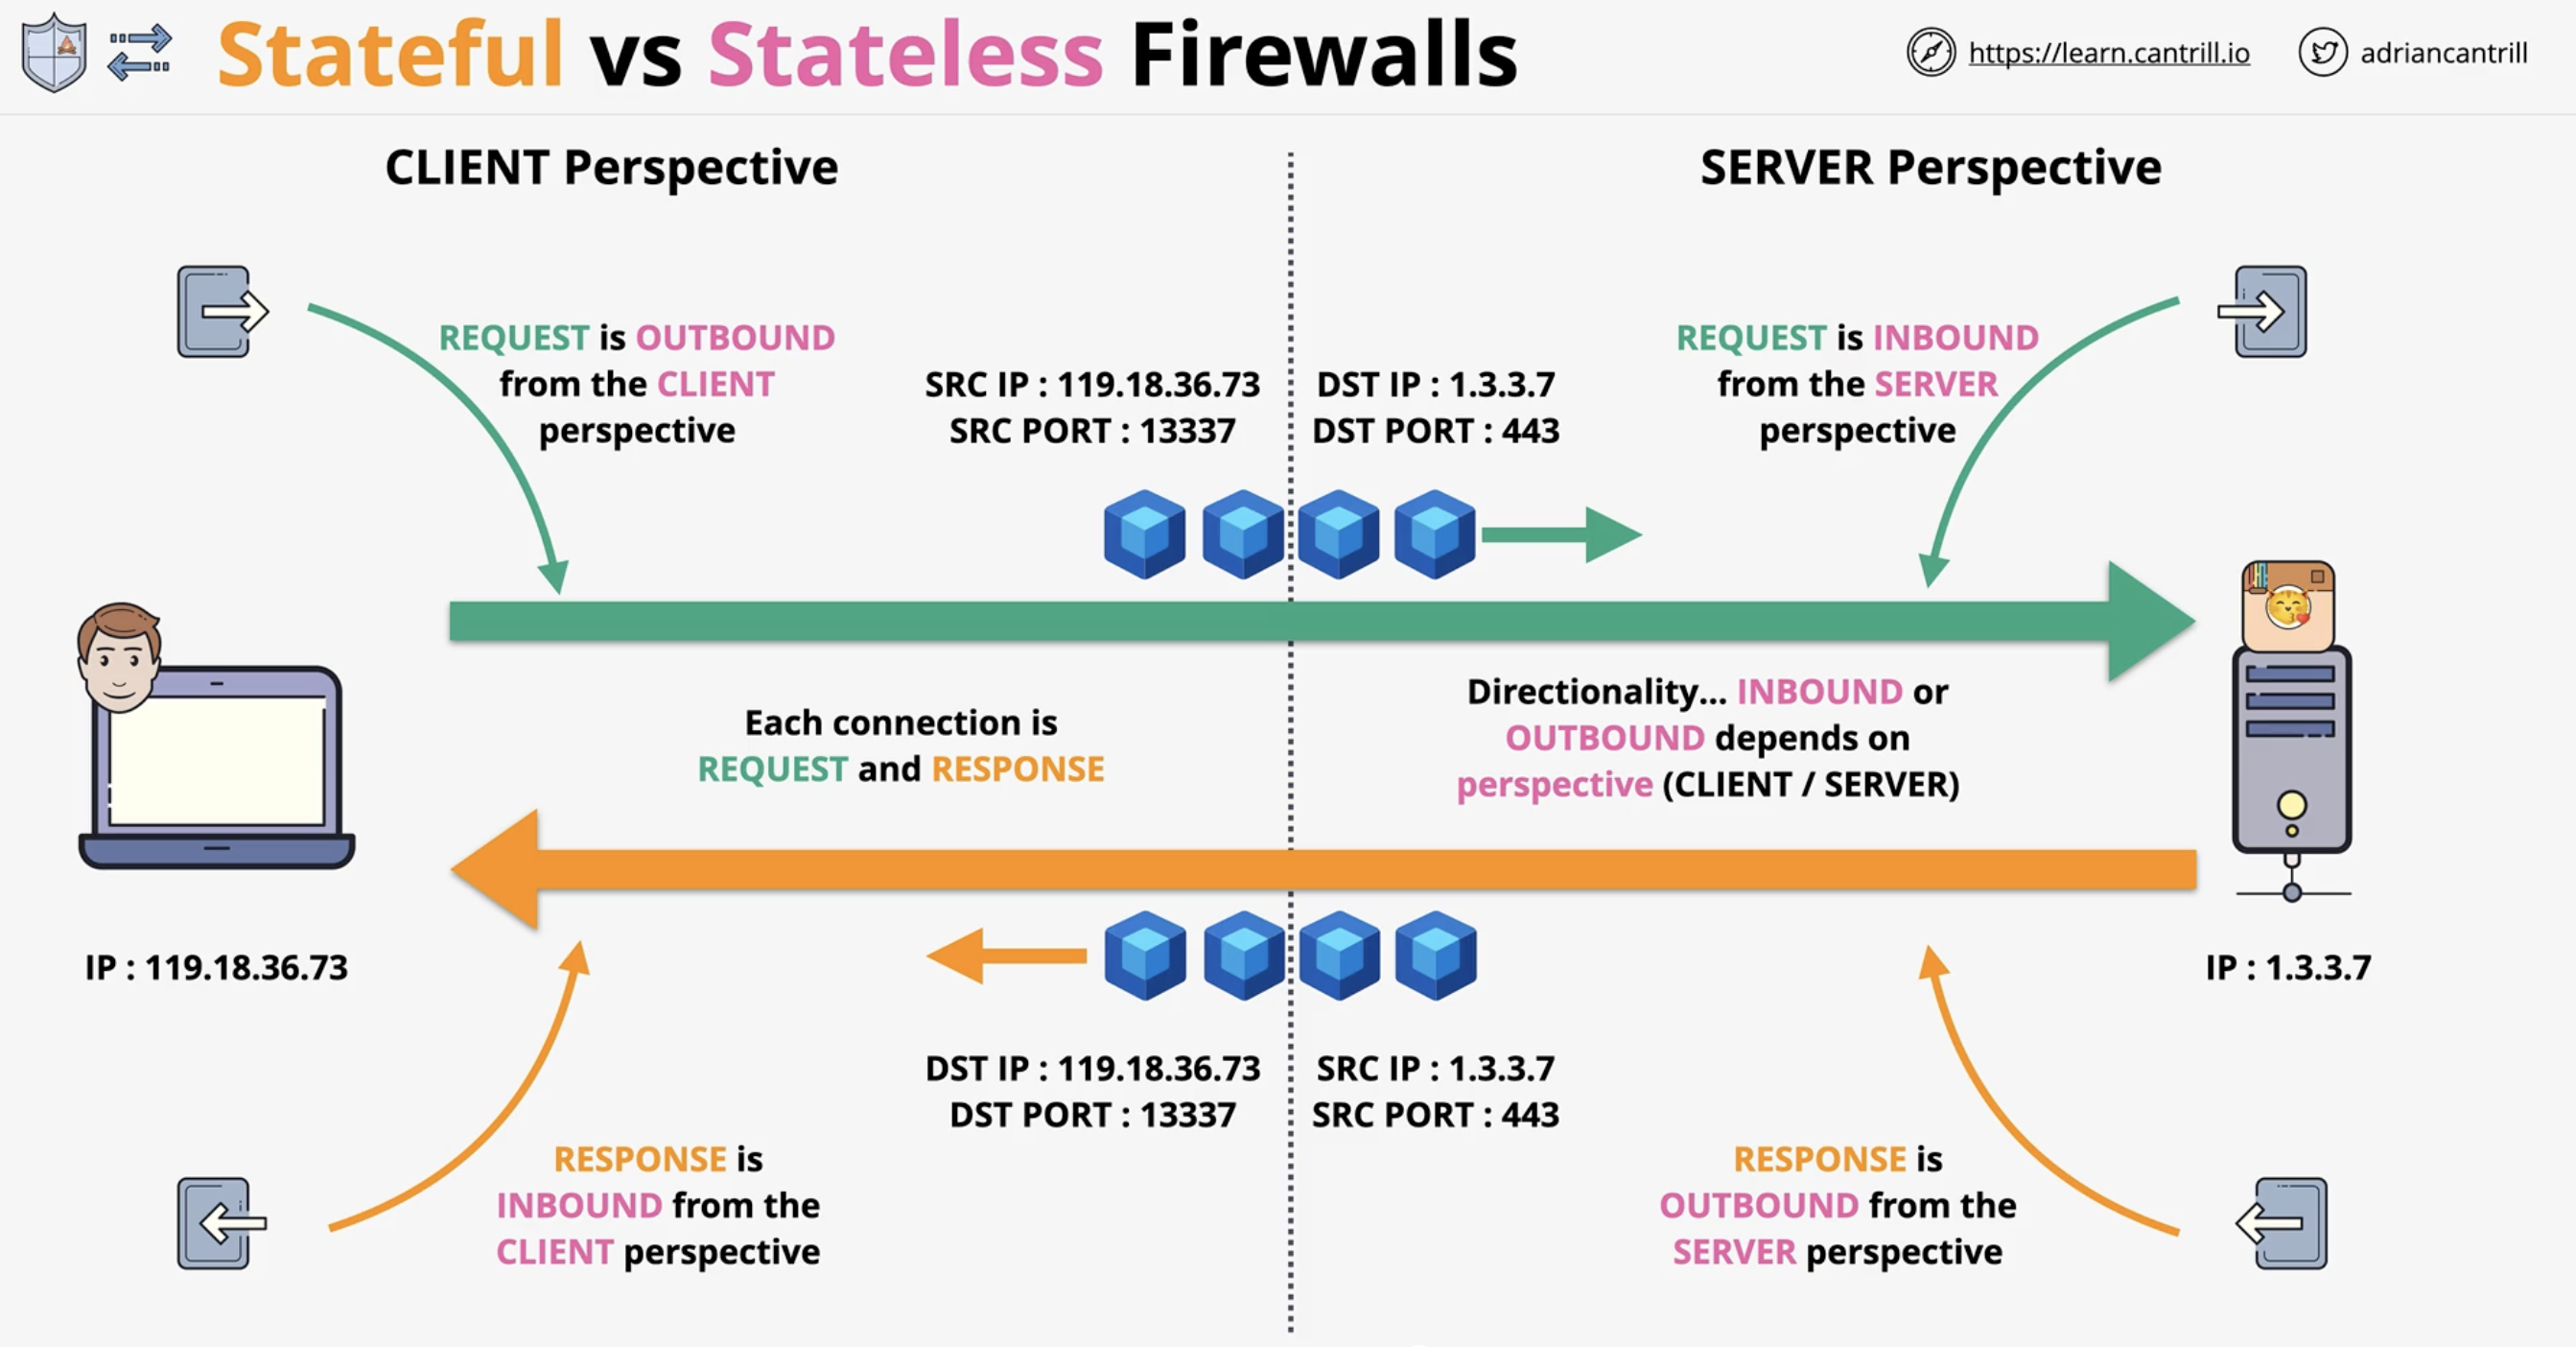 Stateful vs Stateless Firewalls
https://learn.cantrill.io
adriancantrill
CLIENT Perspective
SERVER Perspective
REQUEST is OUTBOUND
from the CLIENT
perspective
SRC IP : 119.18.36.73
SRC PORT : 13337
DST IP : 1.3.3.7
DST PORT : 443
REQUEST is INBOUND
from the SERVER
perspective
Each connection is
REQUEST and RESPONSE
Directionality... INBOUND or
OUTBOUND depends on
perspective (CLIENT / SERVER)
IP : 119.18.36.73
IP : 1.3.3.7
DST IP : 119.18.36.73
DST PORT : 13337
SRC IP : 1.3.3.7
SRC PORT : 443
RESPONSE is
INBOUND from the
CLIENT perspective
RESPONSE is
OUTBOUND from the
SERVER perspective